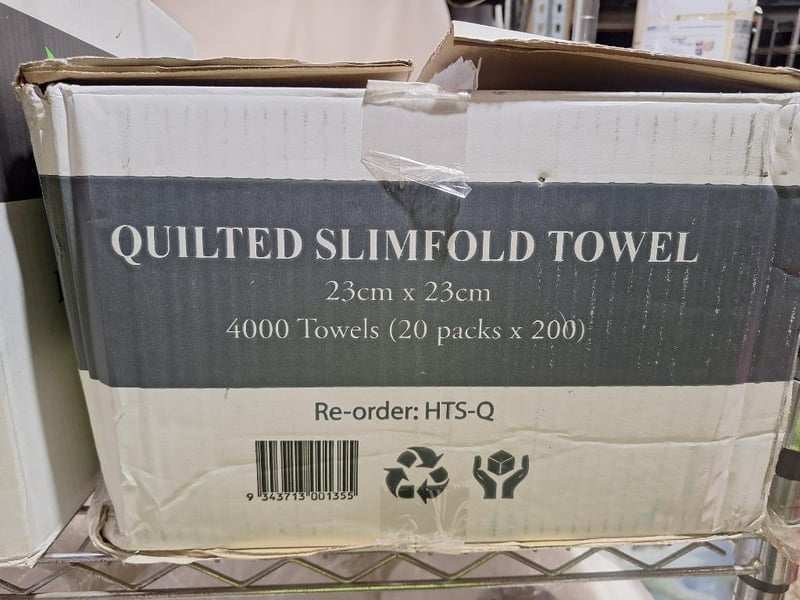 QUILTED SLIMFOLD TOWEL
23cm x 23cm
4000 Towels (20 packs x 200)
Re-order: HTS-Q
9 343713 001355